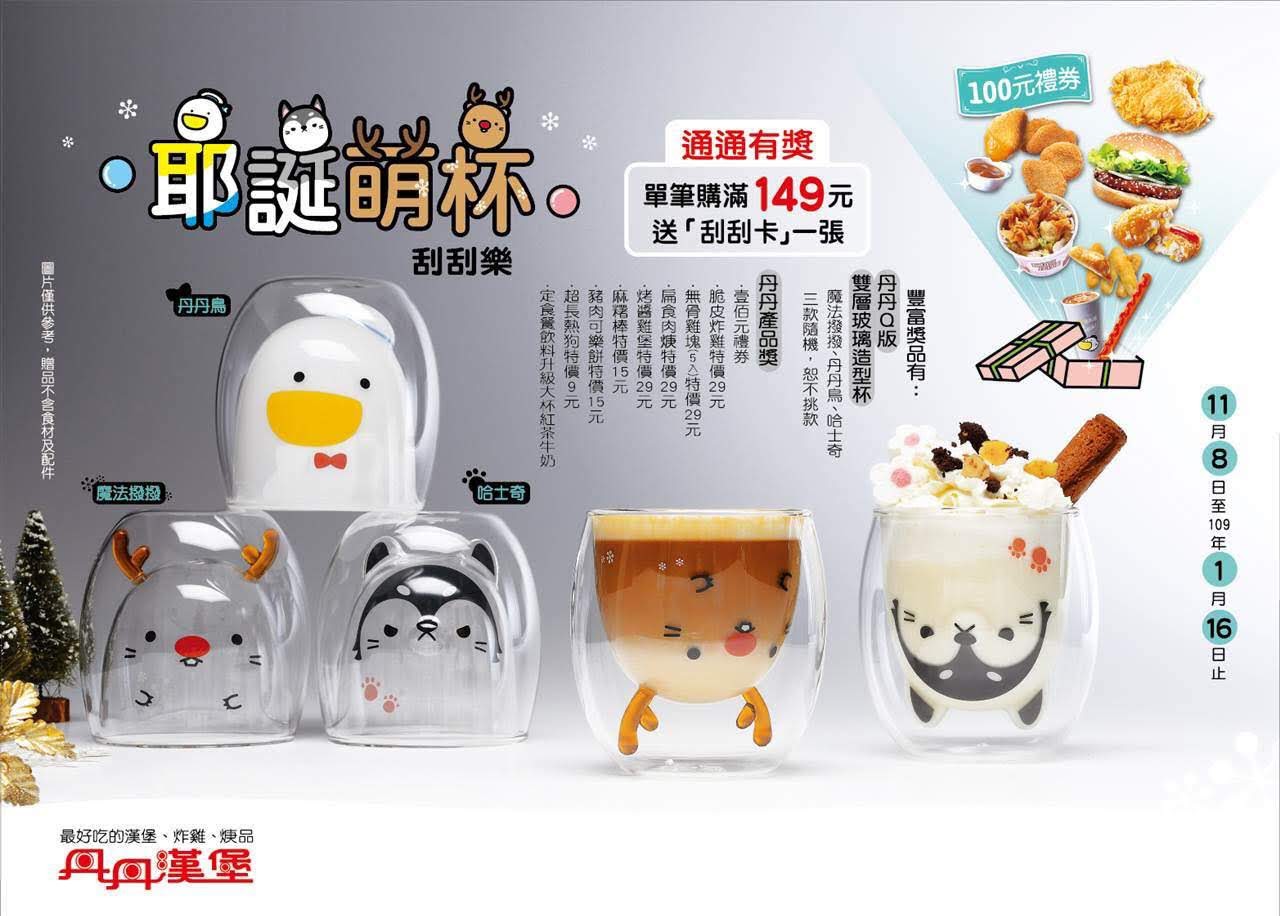 耶誕萌杯
刮刮樂
通通有獎
單筆購滿149元
送「刮刮卡」一張
100元禮券
豐富獎品有：
丹丹Q版
雙層玻璃造型杯
魔法撥撥、丹丹鳥、哈士奇
三款隨機，恕不挑款
丹丹產品獎
·壹佰元禮券
·脆皮炸雞特價29元
·無骨雞塊(5入)特價29元
·扁食肉焿特價29元
·烤醬雞堡特價29元
·麻糬棒特價15元
·豬肉可樂餅特價15元
·超長熱狗特價9元
·定食餐飲料升級大杯紅茶牛奶
11月8日至109年1月16日止
圖片僅供參考，贈品不含食材及配件
丹丹鳥
魔法撥撥
哈士奇
最好吃的漢堡、炸雞、焿品
丹丹漢堡